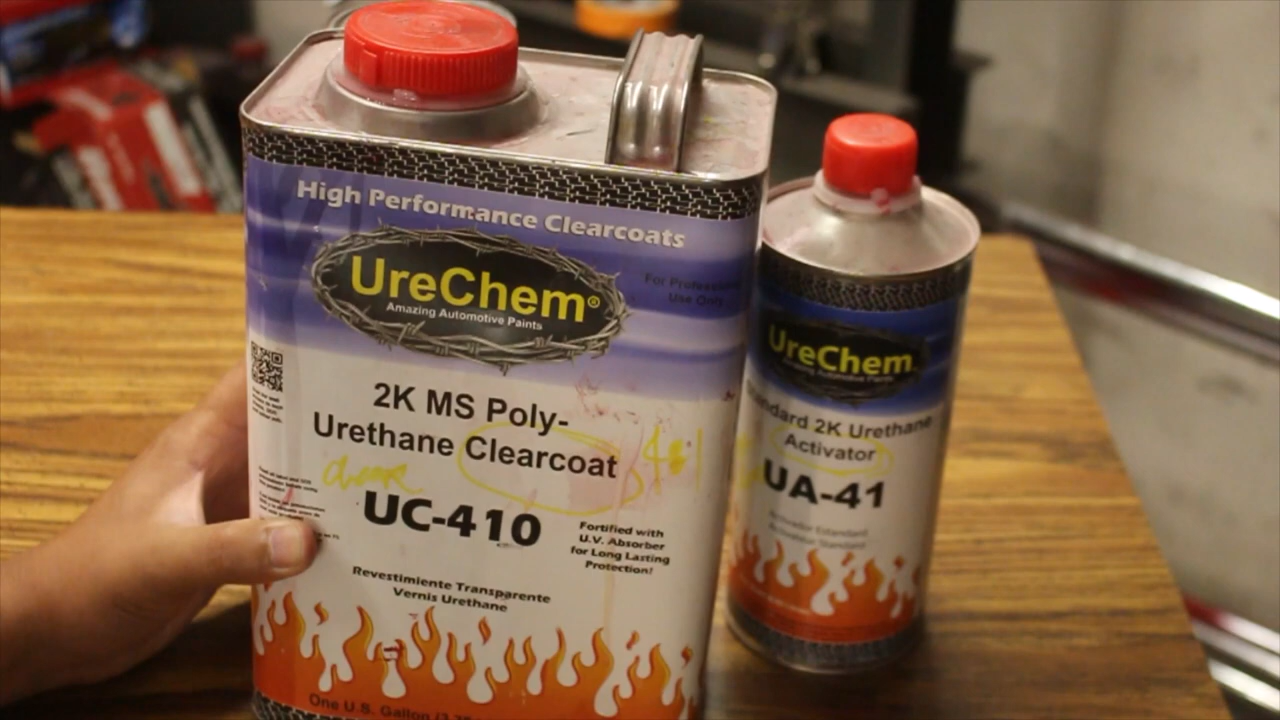 High Performance Clearcoats
UreChem®
Amazing Automotive Paints
For Professional
Use Only
2K MS Poly-
Urethane Clearcoat
4:1
clear
UC-410
Fortified with
U.V. Absorber
for Long Lasting
Protection!
Revestimiente Transparente
Vernis Urethane
One U.S. Gallon
UreChem
Amazing Automotive Paints
2K Urethane
Activator
UA-41